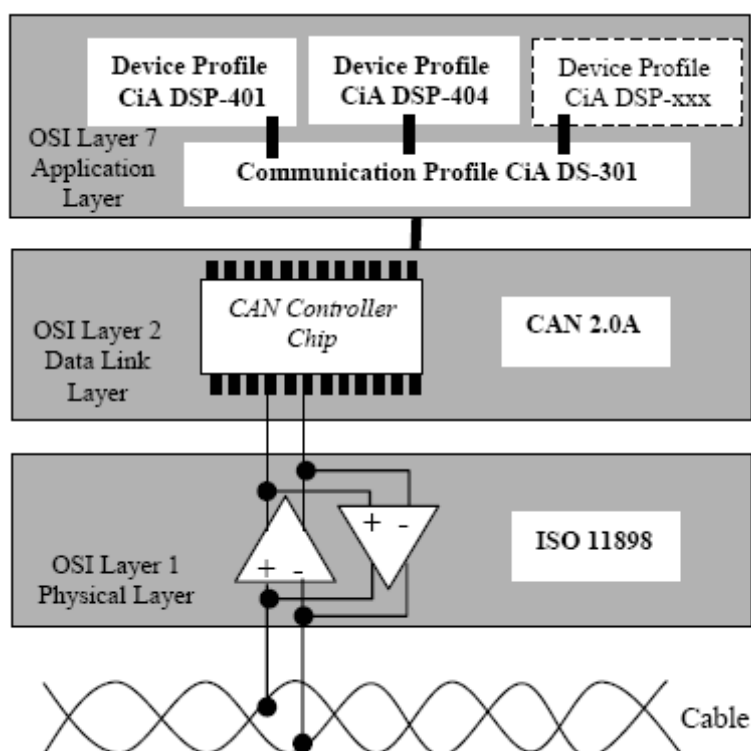 Device Profile
CiA DSP-401
Device Profile
CiA DSP-404
Device Profile
CiA DSP-xxx
OSI Layer 7
Application
Layer
Communication Profile CiA DS-301
OSI Layer 2
Data Link
Layer
CAN Controller
Chip
CAN 2.0A
OSI Layer 1
Physical Layer
+ -
+ -
ISO 11898
Cable